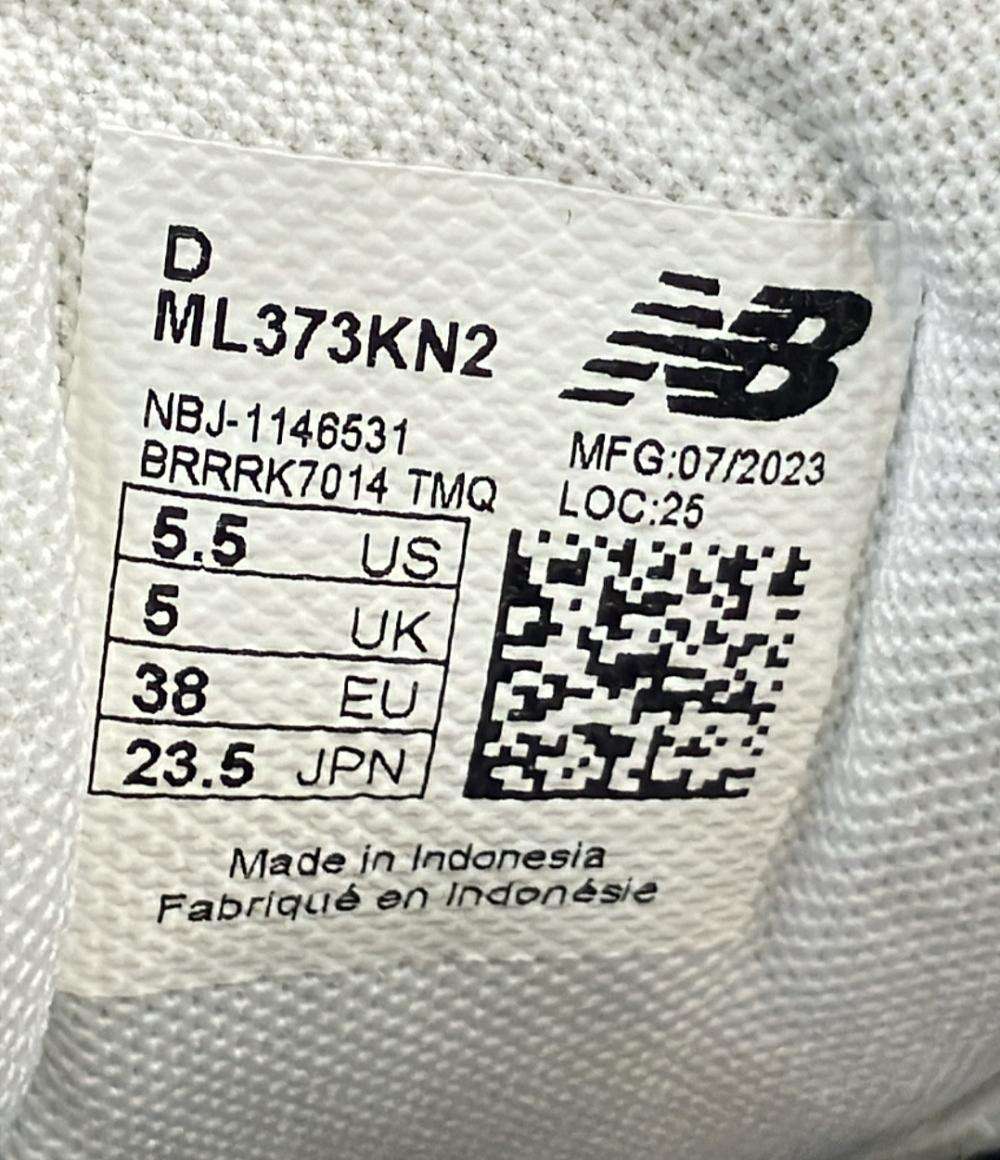 D
ML373KN2
NB
NBJ-1146531
BRRRK7014 TMQ
MFG:07/2023
LOC:25
5.5 US
5 UK
38 EU
23.5 JPN
Made in Indonesia
Fabriqué en Indonésie